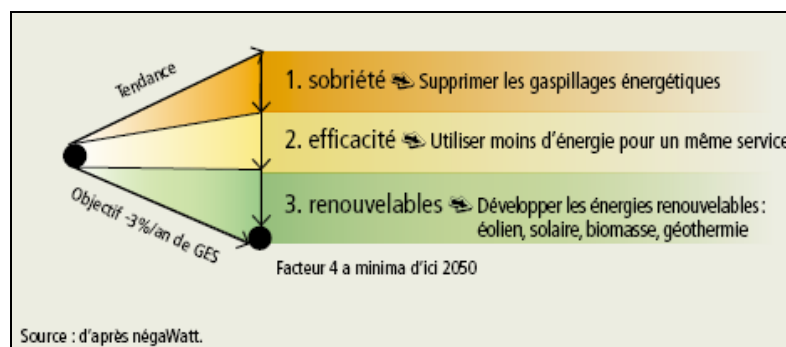 Tendance
1. sobriété Supprimer les gaspillages énergétiques
2. efficacité Utiliser moins d'énergie pour un même service
3. renouvelables Développer les énergies renouvelables :
éolien, solaire, biomasse, géothermie
Objectif -3%/an de GES
Facteur 4 a minima d'ici 2050
Source : d'après négaWatt.